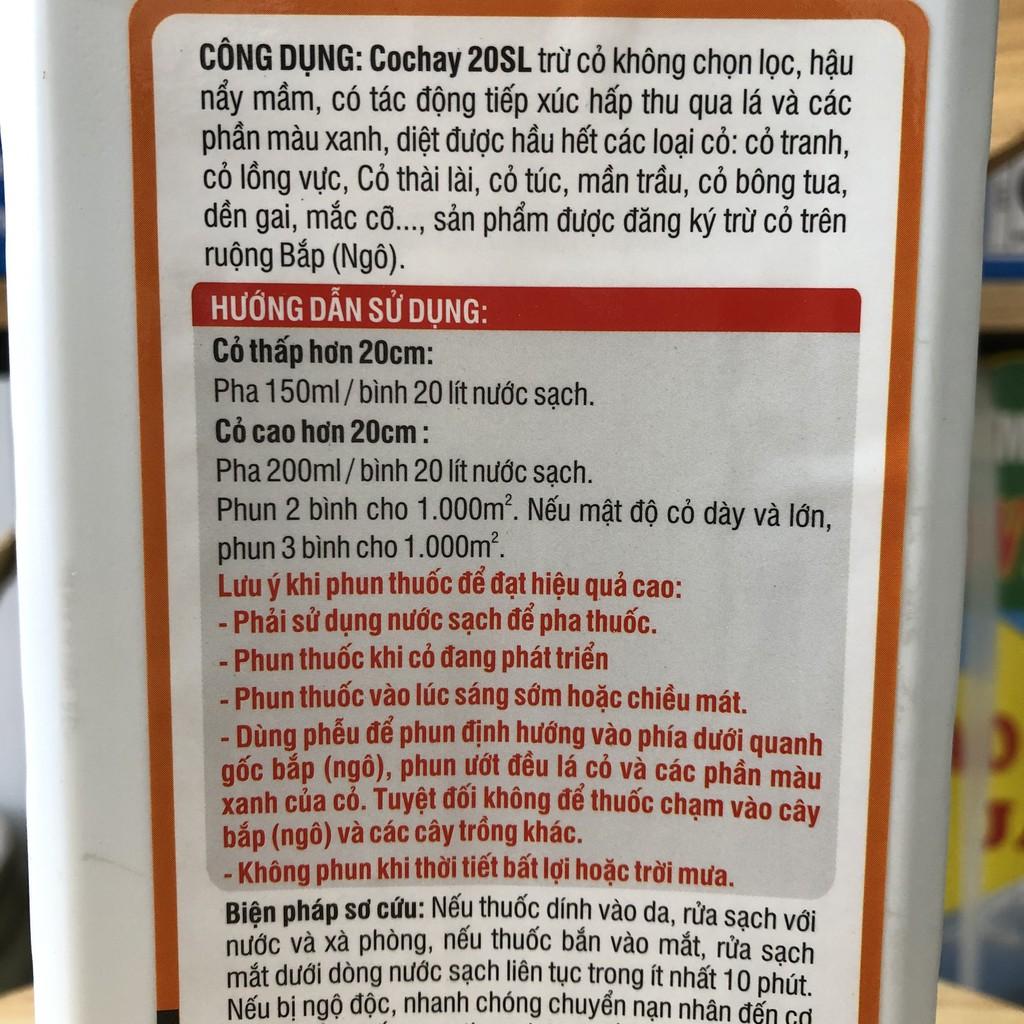 CÔNG DỤNG: Cochay 20SL trừ cỏ không chọn lọc, hậu
nẩy mầm, có tác động tiếp xúc hấp thu qua lá và các
phần màu xanh, diệt được hầu hết các loại cỏ: cỏ tranh,
cỏ lồng vực, Cỏ thài lài, cỏ túc, mần trầu, cỏ bông tua,
dền gai, mắc cỡ..., sản phẩm được đăng ký trừ cỏ trên
ruộng Bắp (Ngô).
HƯỚNG DẪN SỬ DỤNG:
Cỏ thấp hơn 20cm:
Pha 150ml / bình 20 lít nước sạch.
Cỏ cao hơn 20cm :
Pha 200ml / bình 20 lít nước sạch.
Phun 2 bình cho 1.000m². Nếu mật độ cỏ dày và lớn,
phun 3 bình cho 1.000m².
Lưu ý khi phun thuốc để đạt hiệu quả cao:
- Phải sử dụng nước sạch để pha thuốc.
- Phun thuốc khi cỏ đang phát triển
- Phun thuốc vào lúc sáng sớm hoặc chiều mát.
- Dùng phễu để phun định hướng vào phía dưới quanh
gốc bắp (ngô), phun ướt đều lá cỏ và các phần màu
xanh của cỏ. Tuyệt đối không để thuốc chạm vào cây
bắp (ngô) và các cây trồng khác.
- Không phun khi thời tiết bất lợi hoặc trời mưa.
Biện pháp sơ cứu: Nếu thuốc dính vào da, rửa sạch với
nước và xà phòng, nếu thuốc bắn vào mắt, rửa sạch
mắt dưới dòng nước sạch liên tục trong ít nhất 10 phút.
Nếu bị ngộ độc, nhanh chóng chuyển nạn nhân đến cơ